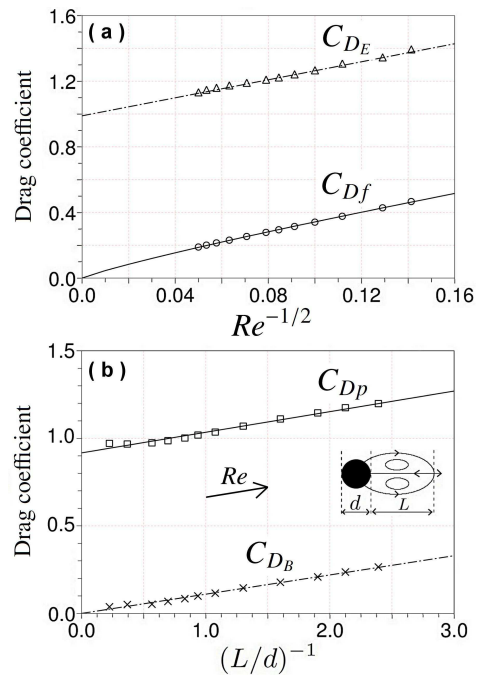 1.6
( a )
C_{D_E}
1.2
0.8
Drag coefficient
C_{Df}
0.4
0.0
0.0 0.04 0.08 0.12 0.16
Re^{-1/2}
1.5
( b )
C_{Dp}
1.0
Re
Drag coefficient
d L
0.5
C_{D_B}
0.0
0.0 1.0 2.0 3.0
(L/d)^{-1}